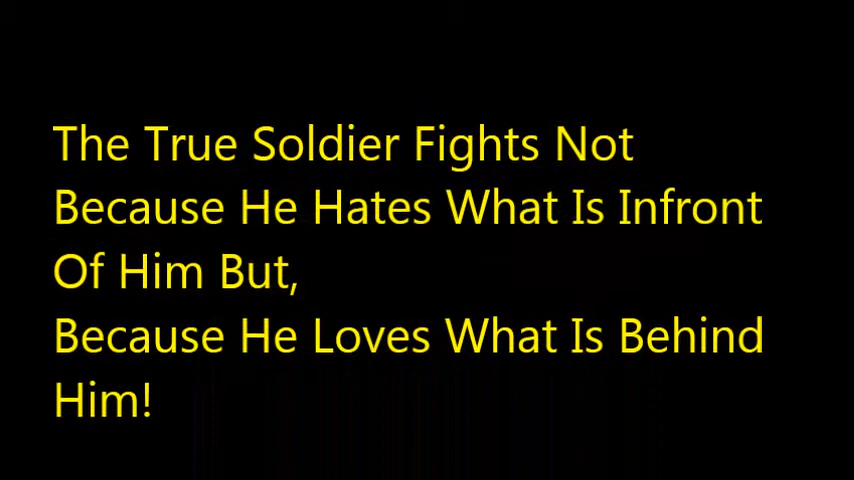 The True Soldier Fights Not
Because He Hates What Is Infront
Of Him But,
Because He Loves What Is Behind
Him!